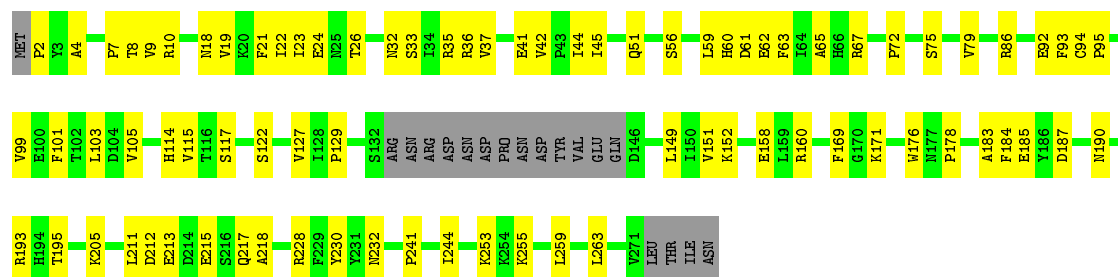 MET P2 Y3 A4 P7 T8 V9 R10 N18 V19 K20 F21 I22 I23 E24 N25 T26 N32 S33 I34 R35 R36 V37 E41 V42 P43 I44 I45 Q51 S56 L59 H60 D61 E62 F63 I64 A65 H66 R67 P72 S75 V79 R86 E92 F93 C94 P95
V99 E100 F101 T102 L103 D104 V105 H114 V115 T116 S117 S122 V127 I128 P129 S132 ARG ASN ARG ASP ASN ASP PRO ASN ASP TYR VAL GLU GLN D146 L149 I150 V151 K152 E158 L159 R160 F169 G170 K171 W176 N177 P178 A183 F184 E185 Y186 D187 N190
R193 H194 T195 K205 L211 D212 E213 D214 E215 S216 Q217 A218 R228 F229 Y230 Y231 N232 P241 I244 K253 K254 K255 L259 L263 V271 LEU THR ILE ASN